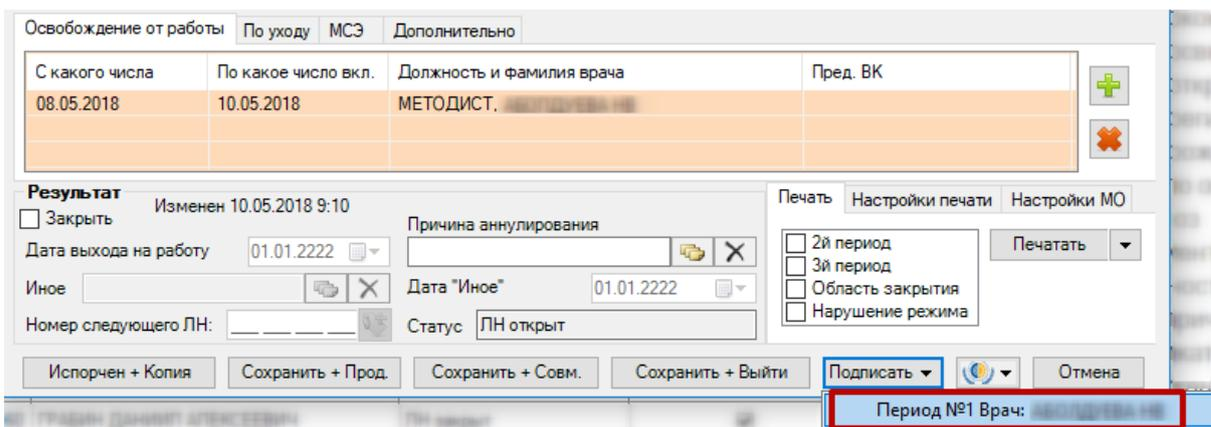 Освобождение от работы По уходу МСЭ Дополнительно
С какого числа По какое число вкл. Должность и фамилия врача Пред. ВК
08.05.2018 10.05.2018 МЕТОДИСТ,
Результат
Изменен 10.05.2018 9:10
Закрыть
Причина аннулирования
Дата выхода на работу 01.01.2222
Иное Дата "Иное" 01.01.2222
Номер следующего ЛН: Статус ЛН открыт
Печать Настройки печати Настройки МО
2й период Печатать
3й период
Область закрытия
Нарушение режима
Испорчен + Копия Сохранить + Прод. Сохранить + Совм. Сохранить + Выйти Подписать Отмена
Период №1 Врач: